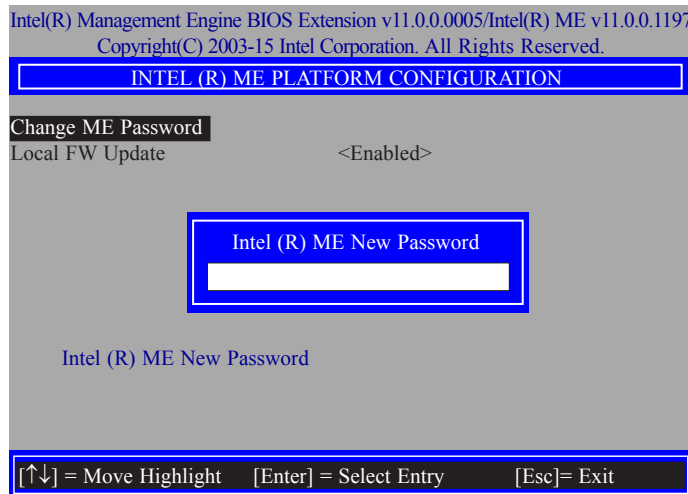 Intel(R) Management Engine BIOS Extension v11.0.0.0005/Intel(R) ME v11.0.0.1197
Copyright(C) 2003-15 Intel Corporation. All Rights Reserved.
INTEL (R) ME PLATFORM CONFIGURATION
Change ME Password
Local FW Update <Enabled>
Intel (R) ME New Password
Intel (R) ME New Password
[↑↓] = Move Highlight [Enter] = Select Entry [Esc]= Exit